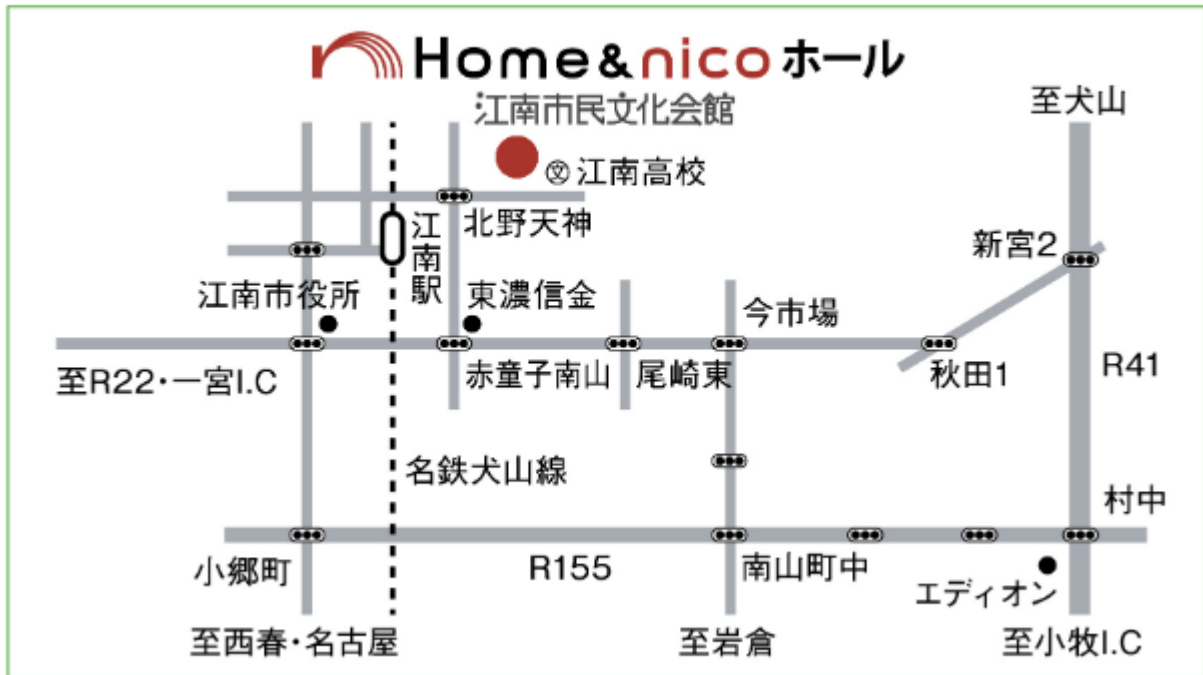 Home&nicoホール
江南市民文化会館
至犬山
㊫江南高校
北野天神
江南駅
新宮2
江南市役所
東濃信金
今市場
至R22・一宮I.C
赤童子南山
尾崎東
秋田1
R41
名鉄犬山線
村中
小郷町
R155
南山町中
エディオン
至西春・名古屋
至岩倉
至小牧I.C